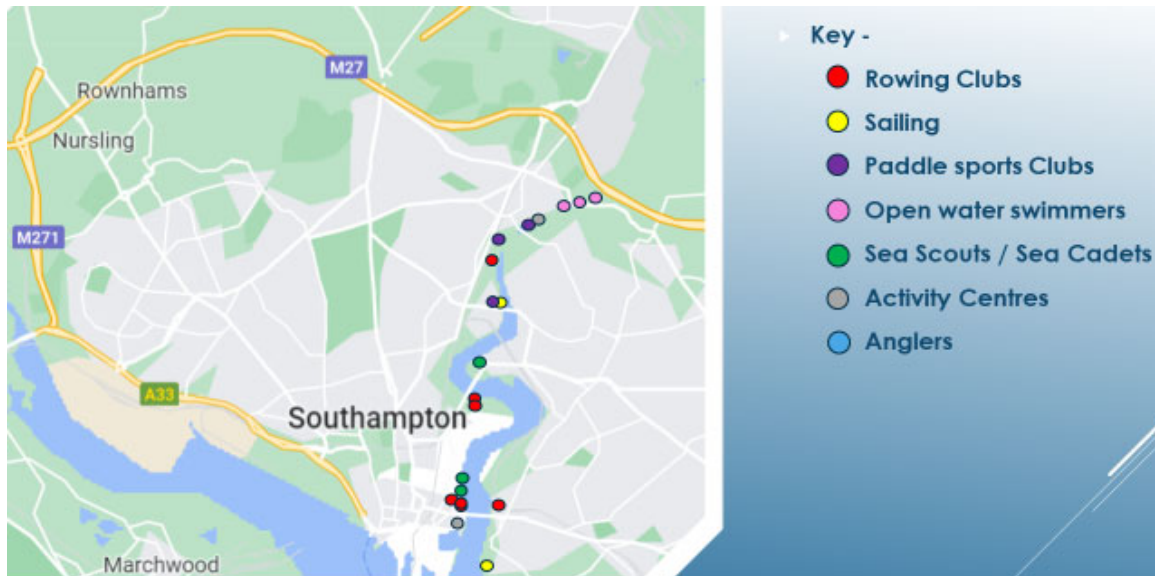 M27
Rownhams
Nursling
M271
A33
Southampton
Marchwood
Key -
Rowing Clubs
Sailing
Paddle sports Clubs
Open water swimmers
Sea Scouts / Sea Cadets
Activity Centres
Anglers